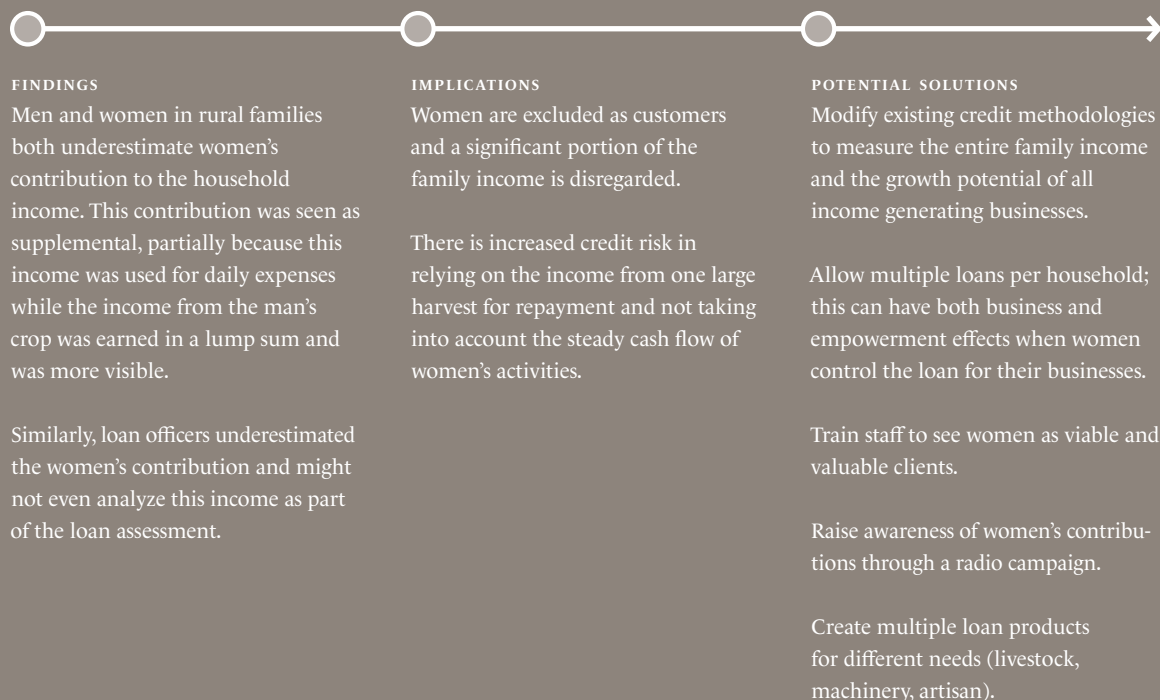 FINDINGS
Men and women in rural families
both underestimate women’s
contribution to the household
income. This contribution was seen as
supplemental, partially because this
income was used for daily expenses
while the income from the man’s
crop was earned in a lump sum and
was more visible.
Similarly, loan officers underestimated
the women’s contribution and might
not even analyze this income as part
of the loan assessment.
IMPLICATIONS
Women are excluded as customers
and a significant portion of the
family income is disregarded.
There is increased credit risk in
relying on the income from one large
harvest for repayment and not taking
into account the steady cash flow of
women’s activities.
POTENTIAL SOLUTIONS
Modify existing credit methodologies
to measure the entire family income
and the growth potential of all
income generating businesses.
Allow multiple loans per household;
this can have both business and
empowerment effects when women
control the loan for their businesses.
Train staff to see women as viable and
valuable clients.
Raise awareness of women’s contribu-
tions through a radio campaign.
Create multiple loan products
for different needs (livestock,
machinery, artisan).